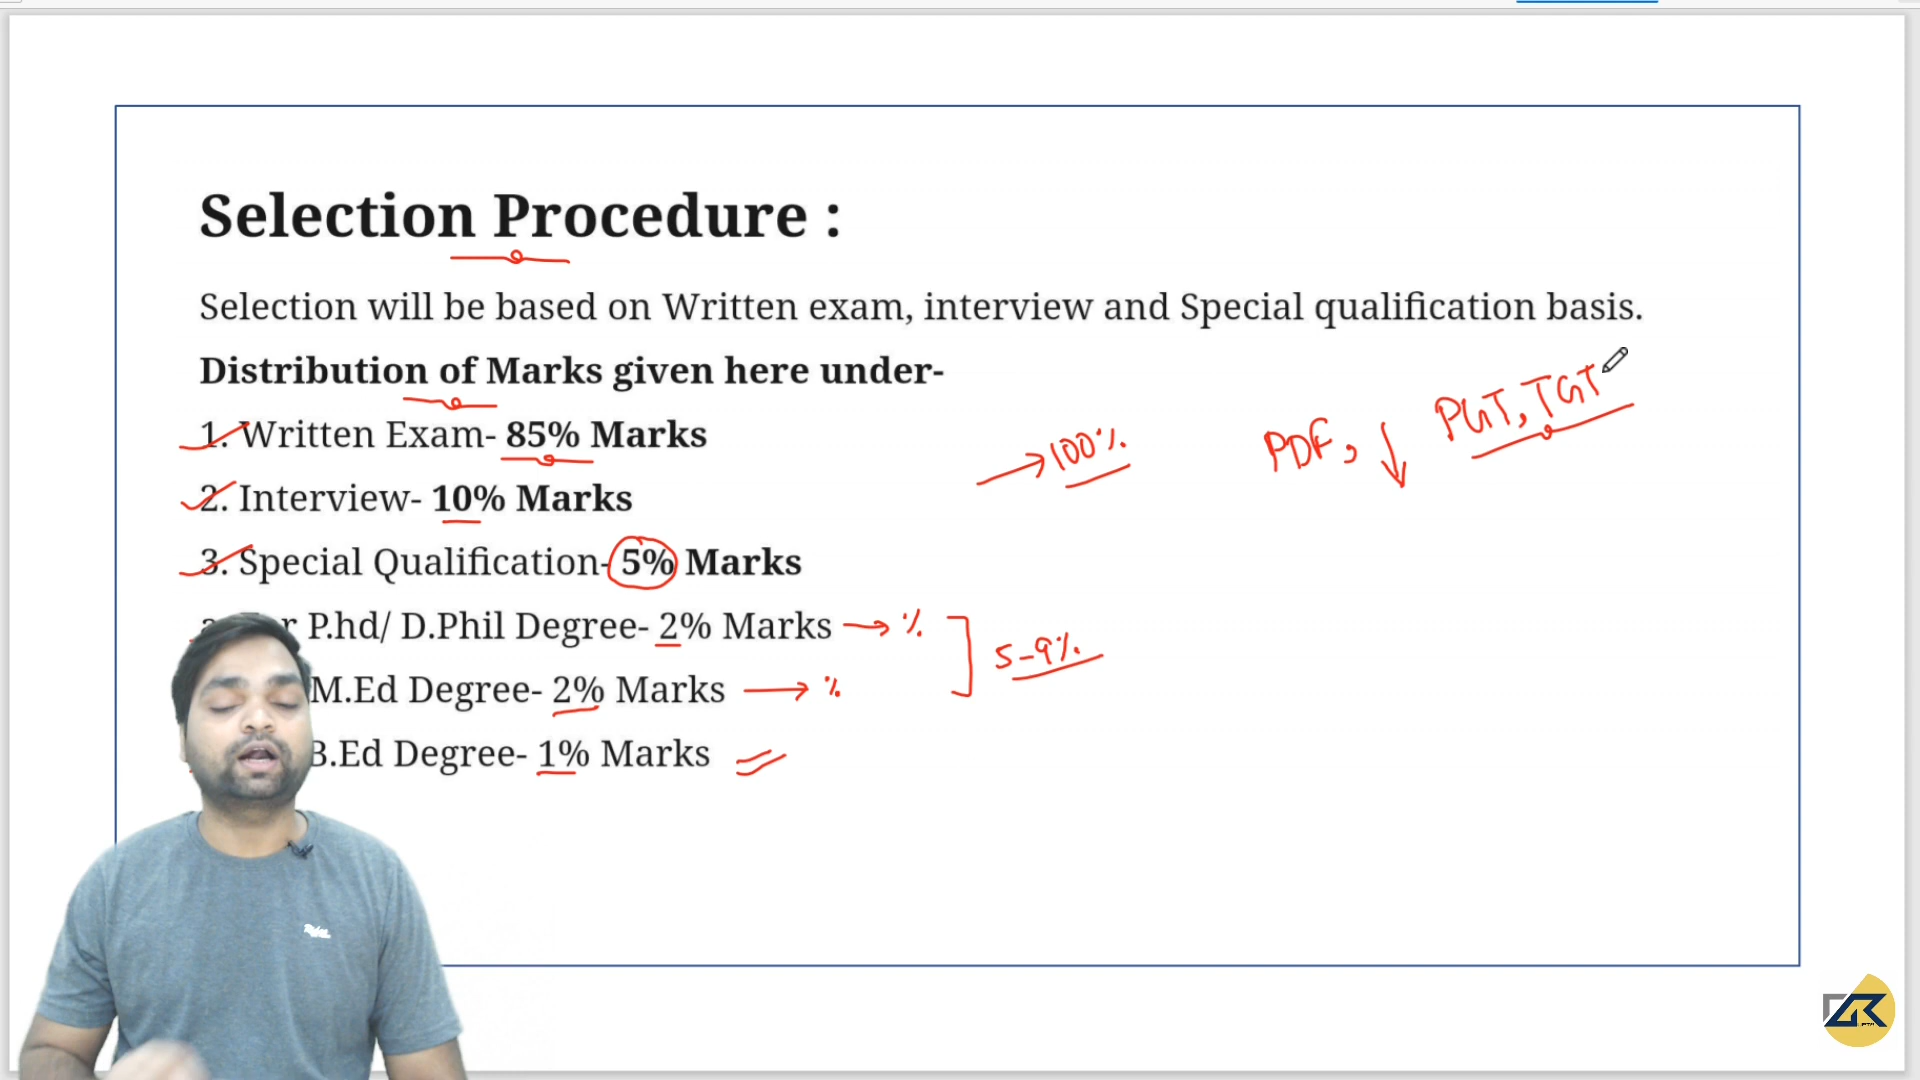 Selection Procedure :
Selection will be based on Written exam, interview and Special qualification basis.
Distribution of Marks given here under-
1. Written Exam- 85% Marks
→ 100%
PDF, ↓ PGT, TGT
2. Interview- 10% Marks
3. Special Qualification- 5% Marks
P.hd/ D.Phil Degree- 2% Marks → %
5-9%
M.Ed Degree- 2% Marks → %
B.Ed Degree- 1% Marks